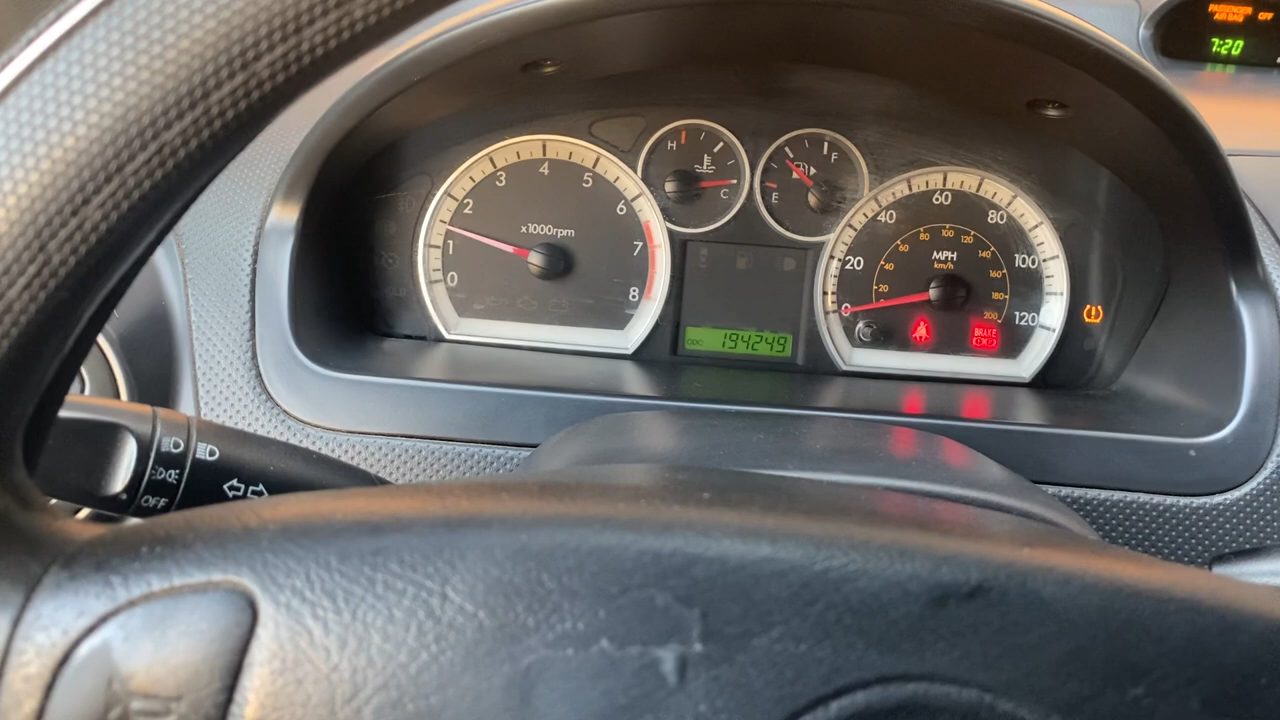 PASSENGER
AIR BAG OFF
7:20
0 1 2 3 4 5 6 7 8
x1000rpm
H C
E F
0 20 40 60 80 100 120
20 40 60 80 100 120 140 160 180 200
MPH
km/h
ODO: 194249
BRAKE
OFF